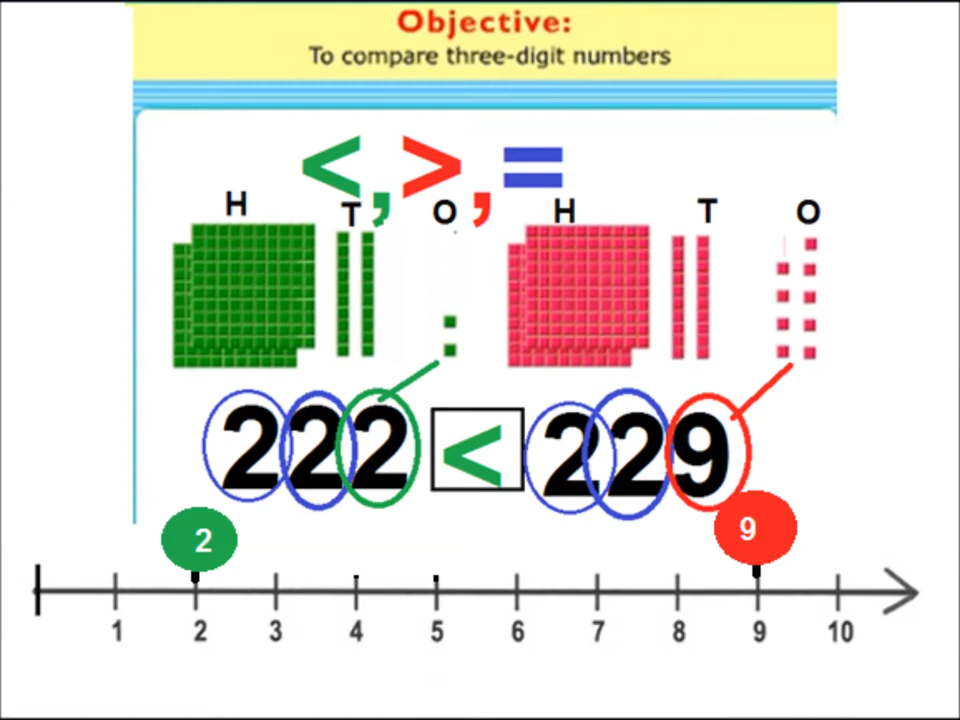 Objective:
To compare three-digit numbers
<,>,=
H T O H T O
222 < 229
2 9
1 2 3 4 5 6 7 8 9 10